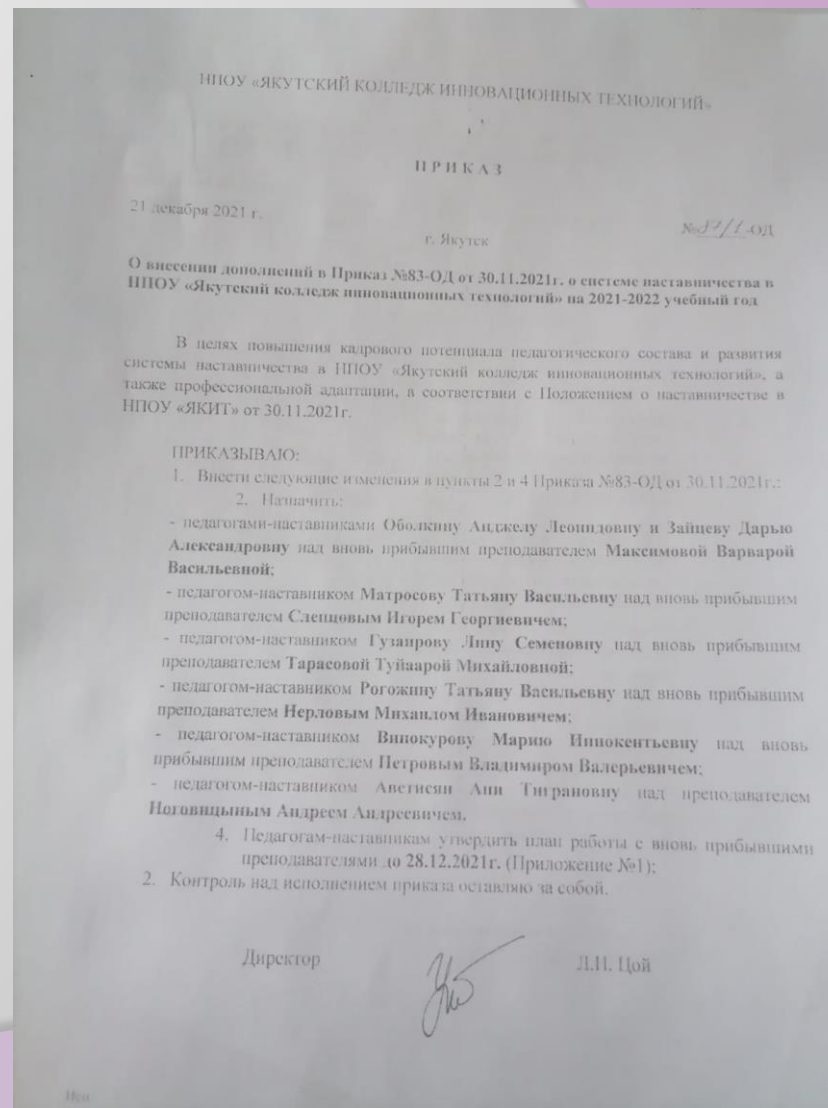 НПОУ «ЯКУТСКИЙ КОЛЛЕДЖ ИННОВАЦИОННЫХ ТЕХНОЛОГИЙ»
П Р И К А З
21 декабря 2021 г.
№87/1-ОД
г. Якутск
О внесении дополнений в Приказ №83-ОД от 30.11.2021г. о системе наставничества в
НПОУ «Якутский колледж инновационных технологий» на 2021-2022 учебный год
В целях повышения кадрового потенциала педагогического состава и развития
системы наставничества в НПОУ «Якутский колледж инновационных технологий», а
также профессиональной адаптации, в соответствии с Положением о наставничестве в
НПОУ «ЯКИТ» от 30.11.2021г.
ПРИКАЗЫВАЮ:
1. Внести следующие изменения в пункты 2 и 4 Приказа №83-ОД от 30.11.2021г.:
2. Назначить:
- педагогами-наставниками Оболкину Анджелу Леонидовну и Зайцеву Дарью
Александровну над вновь прибывшим преподавателем Максимовой Варварой
Васильевной;
- педагогом-наставником Матросову Татьяну Васильевну над вновь прибывшим
преподавателем Слепцовым Игорем Георгиевичем;
- педагогом-наставником Гузаирову Лину Семеновну над вновь прибывшим
преподавателем Тарасовой Туйаарой Михайловной;
- педагогом-наставником Рогожину Татьяну Васильевну над вновь прибывшим
преподавателем Нерловым Михаилом Ивановичем;
- педагогом-наставником Винокурову Марию Иннокентьевну над вновь
прибывшим преподавателем Петровым Владимиром Валерьевичем;
- педагогом-наставником Аветисян Ани Тиграновну над преподавателем
Ноговицыным Андреем Андреевичем.
4. Педагогам-наставникам утвердить план работы с вновь прибывшими
преподавателями до 28.12.2021г. (Приложение №1);
2. Контроль над исполнением приказа оставляю за собой.
Директор
Л.Н. Цой